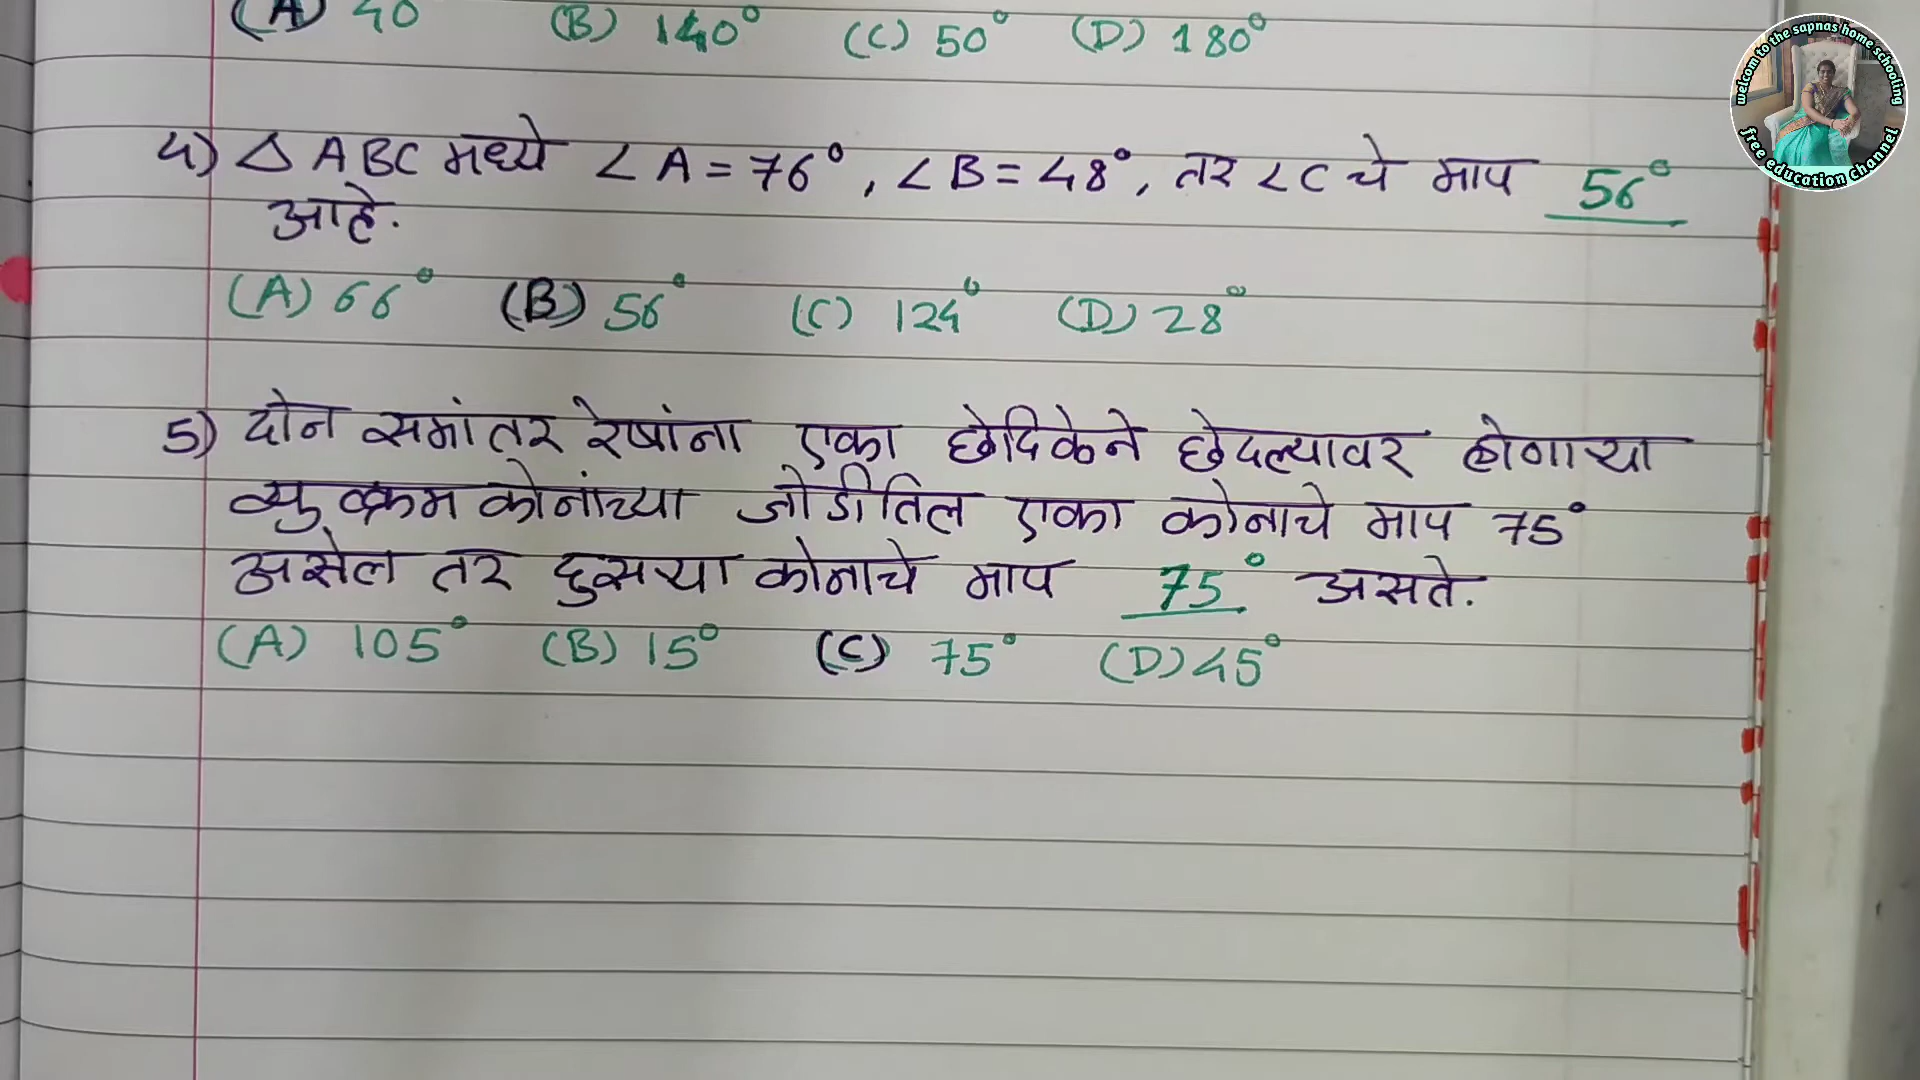 (A) 40 (B) 140° (C) 50° (D) 180°
4) △ ABC मध्ये ∠A = 76°, ∠B = 48°, तर ∠C चे माप 56°
आहे.
(A) 66° (B) 56° (C) 124° (D) 28°
5) दोन समांतर रेषांना एका छेदिकेने छेदल्यावर होणाऱ्या
व्युत्क्रम कोनांच्या जोडीतिल एका कोनाचे माप 75°
असेल तर दुसऱ्या कोनाचे माप 75° असते.
(A) 105° (B) 15° (C) 75° (D) 45°
welcom to the sapnas home schooling
free education channel